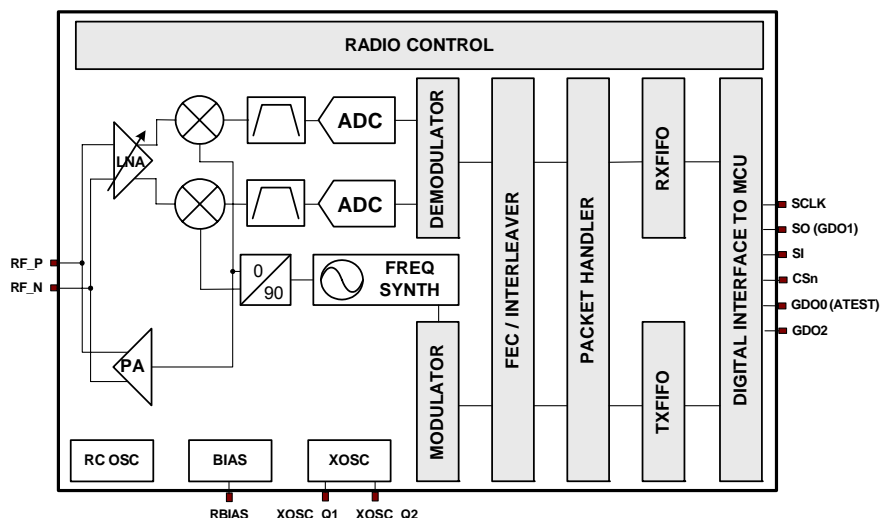 RADIO CONTROL
LNA
ADC
ADC
DEMODULATOR
FEC / INTERLEAVER
PACKET HANDLER
RXFIFO
DIGITAL INTERFACE TO MCU
SCLK
SO (GDO1)
SI
CSn
GDO0 (ATEST)
GDO2
RF_P
RF_N
0
90
FREQ
SYNTH
PA
MODULATOR
TXFIFO
RC OSC
BIAS
XOSC
RBIAS
XOSC_Q1
XOSC_Q2